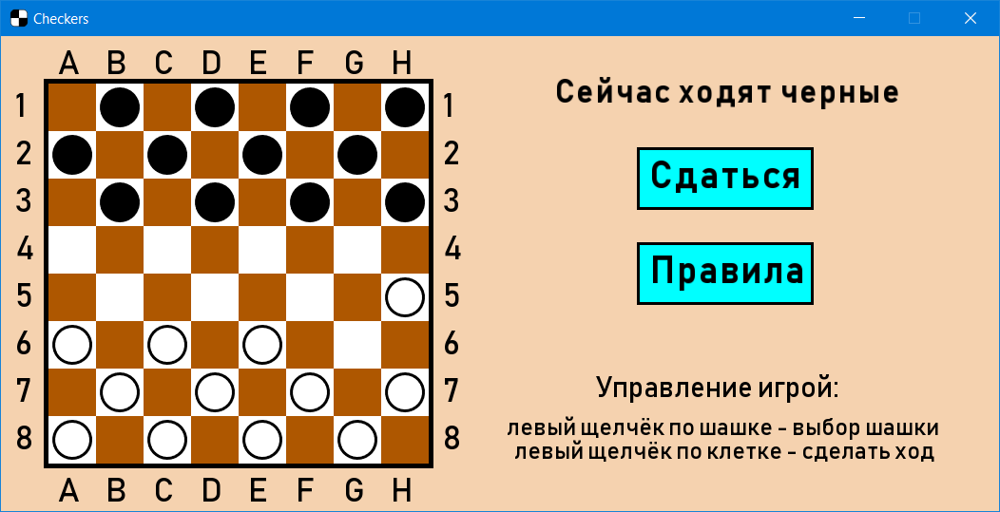 Checkers
A B C D E F G H
1 1
2 2
3 3
4 4
5 5
6 6
7 7
8 8
A B C D E F G H
Сейчас ходят черные
Сдаться
Правила
Управление игрой:
левый щелчёк по шашке - выбор шашки
левый щелчёк по клетке - сделать ход